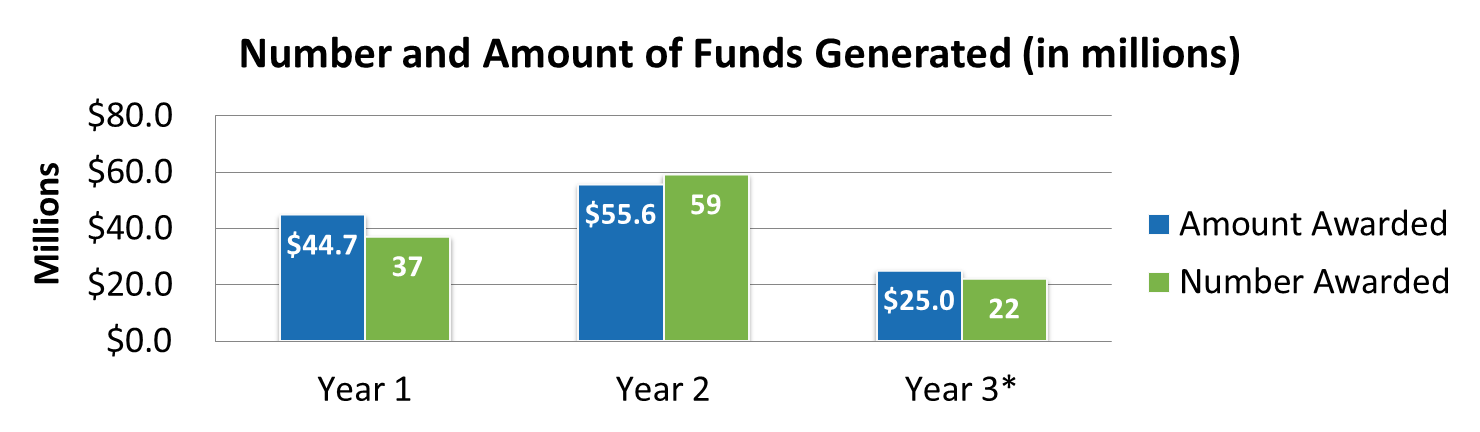 Number and Amount of Funds Generated (in millions)
Millions
$80.0
$60.0
$40.0
$20.0
$0.0
$44.7
37
$55.6
59
$25.0
22
Year 1
Year 2
Year 3*
Amount Awarded
Number Awarded